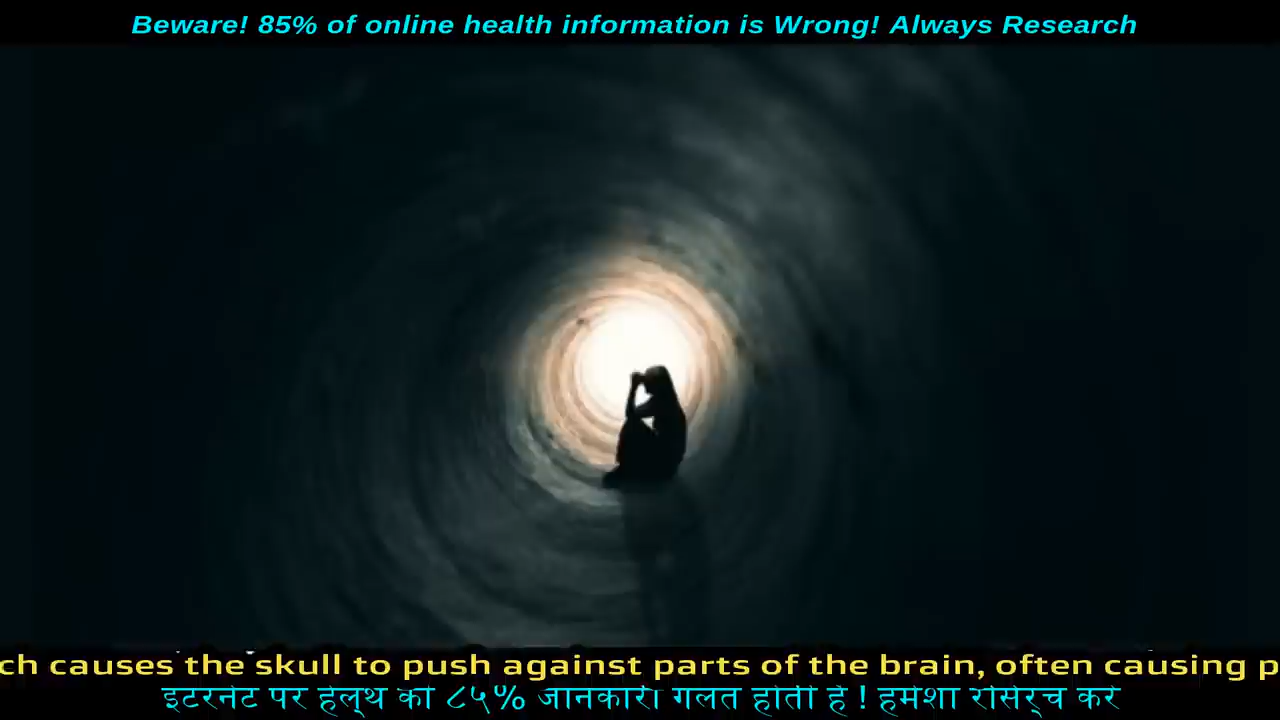 Beware! 85% of online health information is Wrong! Always Research
ch causes the skull to push against parts of the brain, often causing p
इंटरनेट पर हेल्थ की ८५% जानकारी गलत होती है ! हमेशा रीसर्च करें